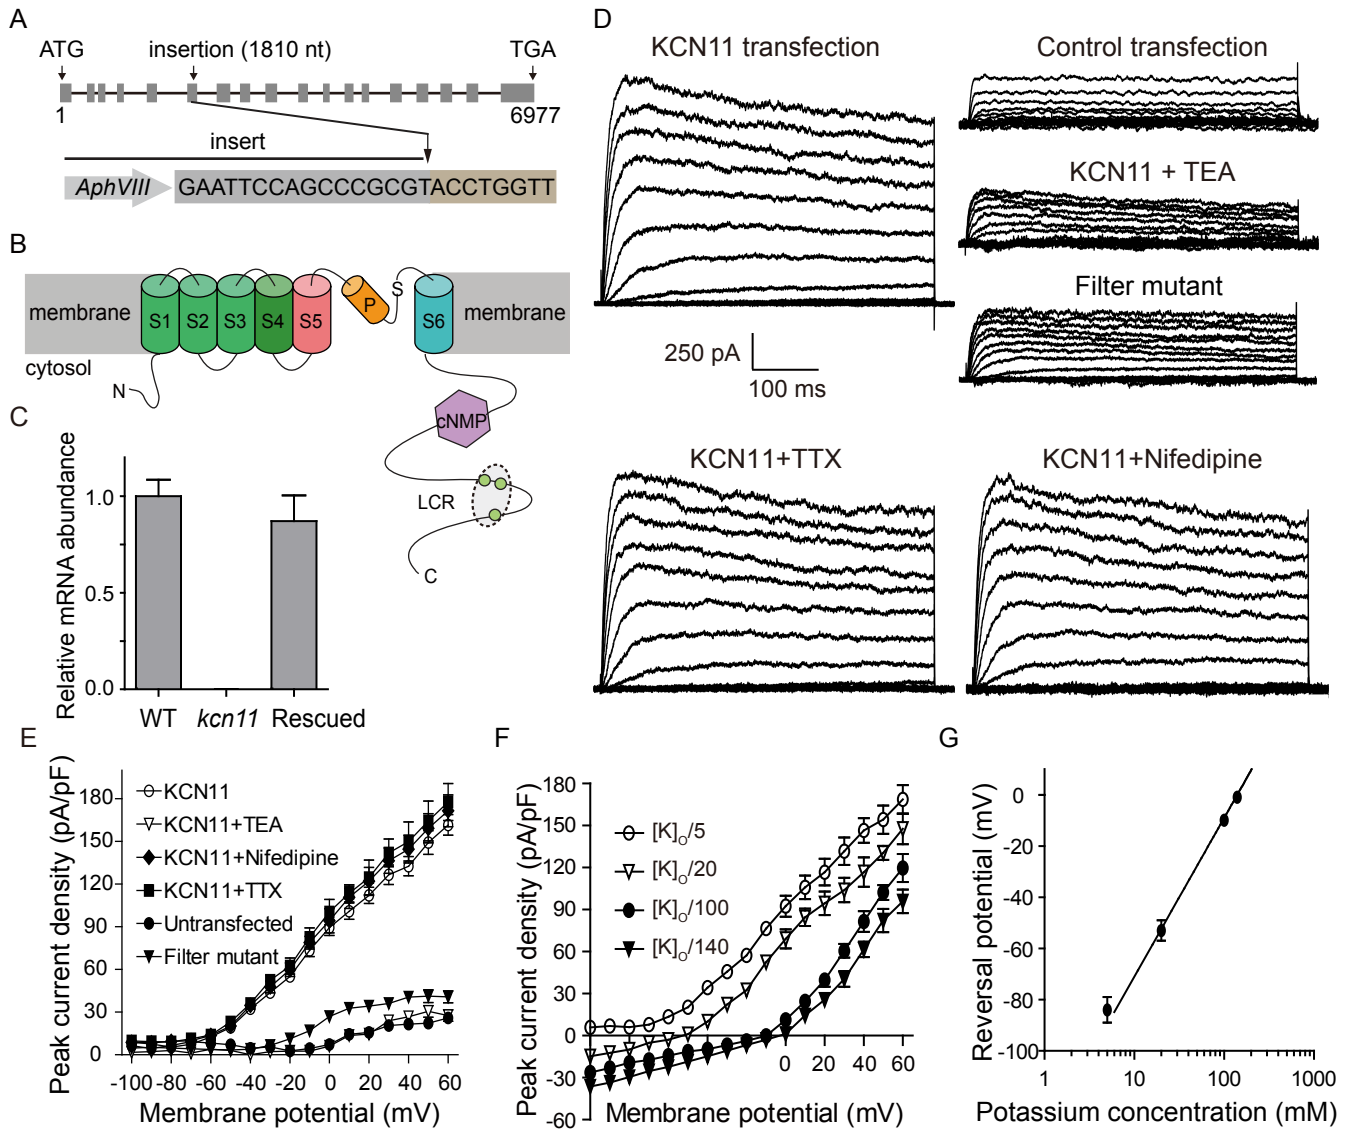 A
ATG insertion (1810 nt) TGA
1 6977
insert
AphVIII GAATTCCAGCCCGCGTACCTGGTT
B
membrane S1 S2 S3 S4 S5 P S S6 membrane
cytosol
N
cNMP
LCR
C
C
Relative mRNA abundance
1.0
0.5
0.0
WT kcn11 Rescued
D
KCN11 transfection
Control transfection
KCN11 + TEA
Filter mutant
250 pA
100 ms
KCN11+TTX
KCN11+Nifedipine
E
Peak current density (pA/pF)
180
150
120
90
60
30
0
KCN11
KCN11+TEA
KCN11+Nifedipine
KCN11+TTX
Untransfected
Filter mutant
-100 -80 -60 -40 -20 0 20 40 60
Membrane potential (mV)
F
Peak current density (pA/pF)
180
150
120
90
60
30
0
-30
-60
[K]O/5
[K]O/20
[K]O/100
[K]O/140
0 20 40 60
Membrane potential (mV)
G
Reversal potential (mV)
0
-20
-40
-60
-80
-100
1 10 100 1000
Potassium concentration (mM)